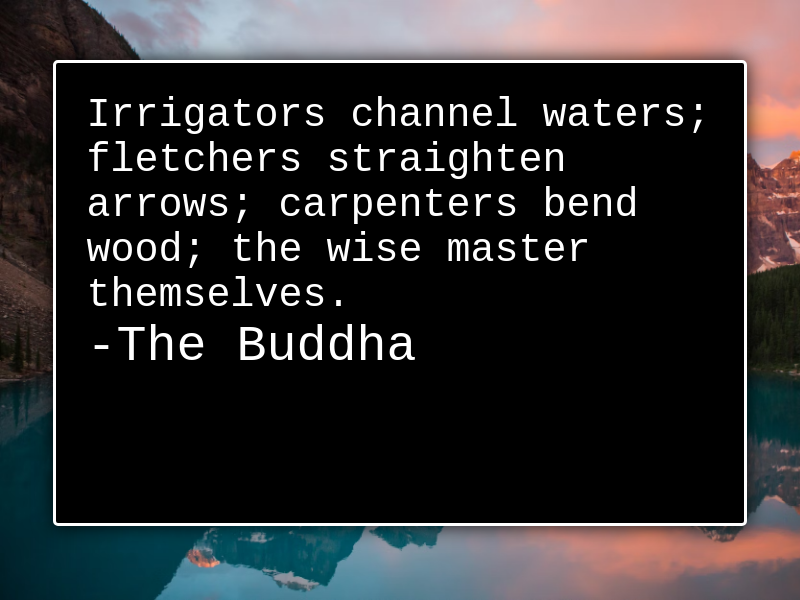 Irrigators channel waters;
fletchers straighten
arrows; carpenters bend
wood; the wise master
themselves.
-The Buddha